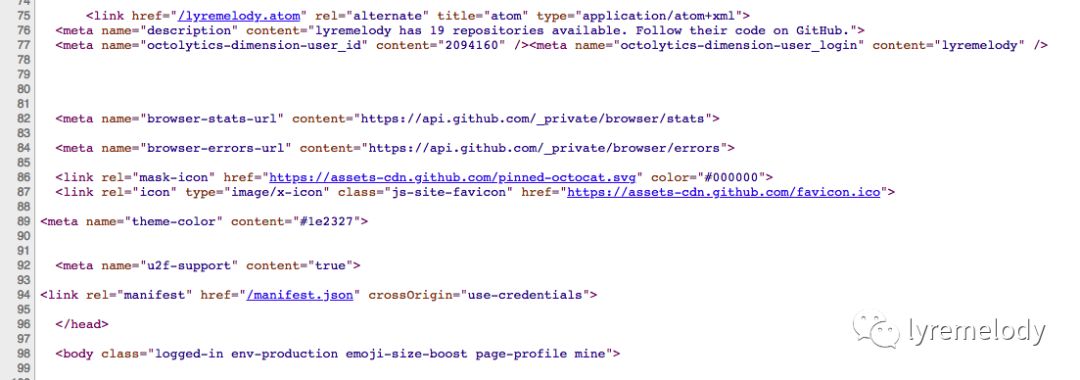 75 <link href="/lyremelody.atom" rel="alternate" title="atom" type="application/atom+xml">
76 <meta name="description" content="lyremelody has 19 repositories available. Follow their code on GitHub.">
77 <meta name="octolytics-dimension-user_id" content="2094160" /><meta name="octolytics-dimension-user_login" content="lyremelody" />
78
79
80
81
82 <meta name="browser-stats-url" content="https://api.github.com/_private/browser/stats">
83
84 <meta name="browser-errors-url" content="https://api.github.com/_private/browser/errors">
85
86 <link rel="mask-icon" href="https://assets-cdn.github.com/pinned-octocat.svg" color="#000000">
87 <link rel="icon" type="image/x-icon" class="js-site-favicon" href="https://assets-cdn.github.com/favicon.ico">
88
89 <meta name="theme-color" content="#1e2327">
90
91
92 <meta name="u2f-support" content="true">
93
94 <link rel="manifest" href="/manifest.json" crossOrigin="use-credentials">
95
96 </head>
97
98 <body class="logged-in env-production emoji-size-boost page-profile mine">
99
lyremelody